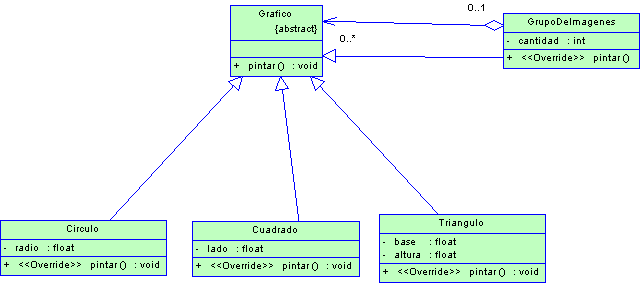 Grafico
{abstract}
+ pintar() : void
0..1
0..*
GrupoDeImagenes
- cantidad : int
+ <<Override>> pintar()
Circulo
- radio : float
+ <<Override>> pintar() : void
Cuadrado
- lado : float
+ <<Override>> pintar() : void
Triangulo
- base : float
- altura : float
+ <<Override>> pintar() : void